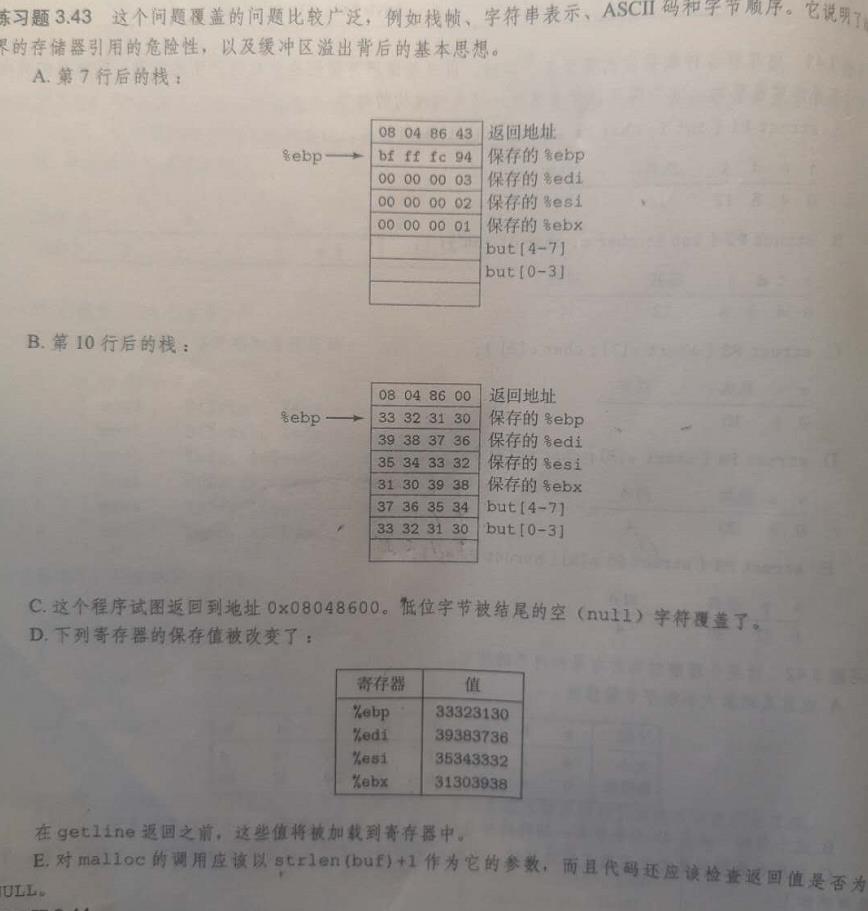 练习题 3.43 这个问题覆盖的问题比较广泛，例如栈帧、字符串表示、ASCII 码和字节顺序。它说明了
界的存储器引用的危险性，以及缓冲区溢出背后的基本思想。
A. 第 7 行后的栈：
08 04 86 43 返回地址
%ebp bf ff fc 94 保存的 %ebp
00 00 00 03 保存的 %edi
00 00 00 02 保存的 %esi
00 00 00 01 保存的 %ebx
but[4-7]
but[0-3]
B. 第 10 行后的栈：
08 04 86 00 返回地址
%ebp 33 32 31 30 保存的 %ebp
39 38 37 36 保存的 %edi
35 34 33 32 保存的 %esi
31 30 39 38 保存的 %ebx
37 36 35 34 but[4-7]
33 32 31 30 but[0-3]
C. 这个程序试图返回到地址 0x08048600。低位字节被结尾的空（null）字符覆盖了。
D. 下列寄存器的保存值被改变了：
寄存器 值
%ebp 33323130
%edi 39383736
%esi 35343332
%ebx 31303938
在 getline 返回之前，这些值将被加载到寄存器中。
E. 对 malloc 的调用应该以 strlen(buf)+1 作为它的参数，而且代码还应该检查返回值是否为
NULL。